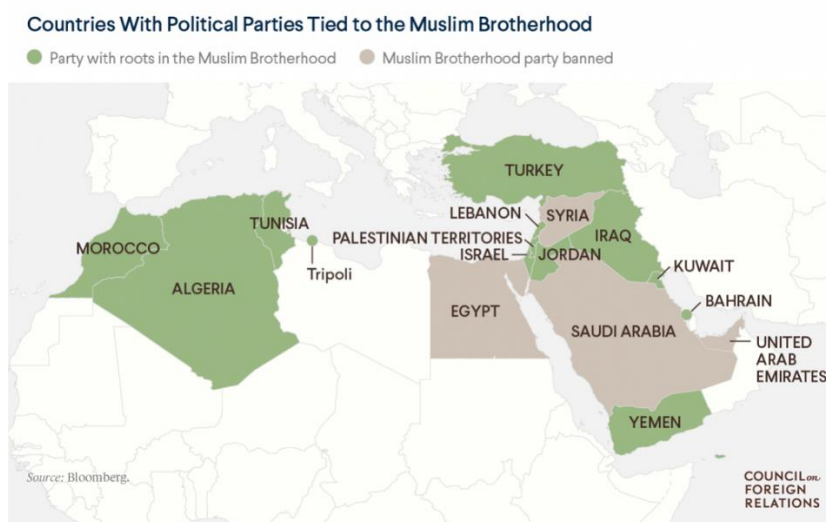 Countries With Political Parties Tied to the Muslim Brotherhood
Party with roots in the Muslim Brotherhood
Muslim Brotherhood party banned
TURKEY
LEBANON
SYRIA
TUNISIA
PALESTINIAN TERRITORIES
IRAQ
MOROCCO
ISRAEL
JORDAN
Tripoli
KUWAIT
ALGERIA
BAHRAIN
EGYPT
SAUDI ARABIA
UNITED
ARAB
EMIRATES
YEMEN
Source: Bloomberg.
COUNCIL on
FOREIGN
RELATIONS